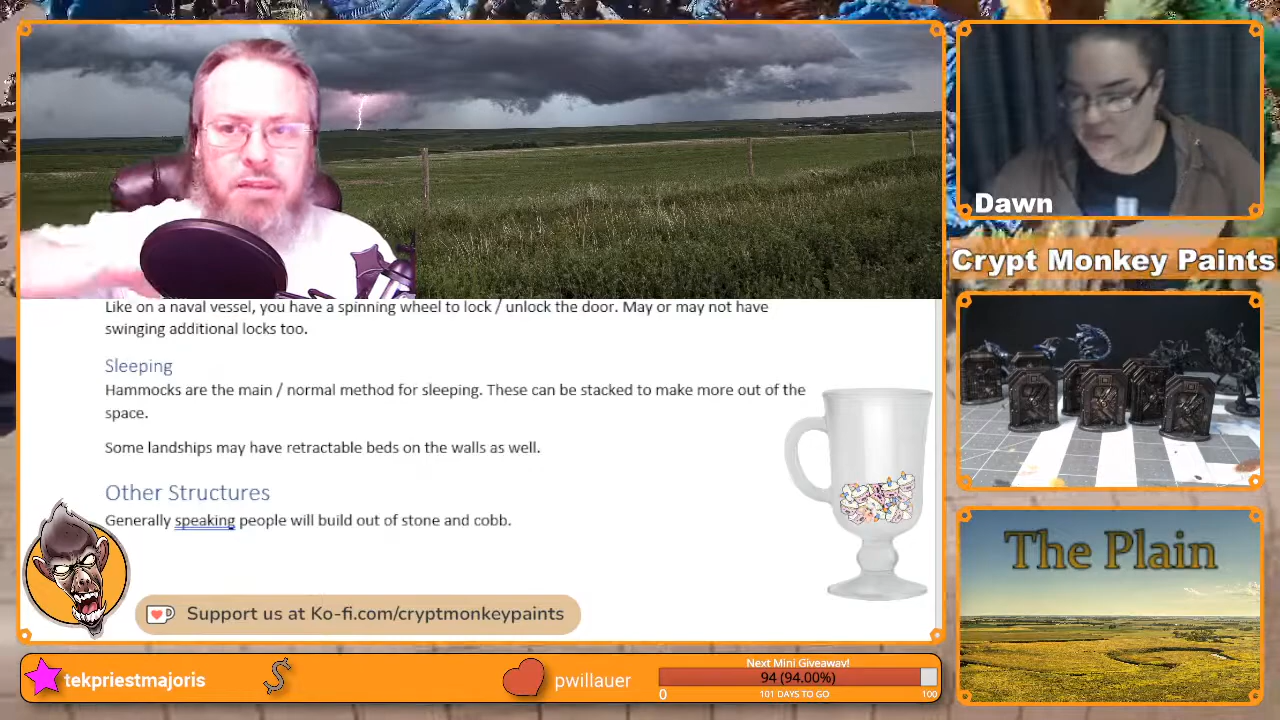 Like on a naval vessel, you have a spinning wheel to lock / unlock the door. May or may not have
swinging additional locks too.
Sleeping
Hammocks are the main / normal method for sleeping. These can be stacked to make more out of the
space.
Some landships may have retractable beds on the walls as well.
Other Structures
Generally speaking people will build out of stone and cobb.
Support us at Ko-fi.com/cryptmonkeypaints
Dawn
Crypt Monkey Paints
The Plain
tekpriestmajoris
$
pwillauer
Next Mini Giveaway!
94 (94.00%)
0
101 DAYS TO GO
100